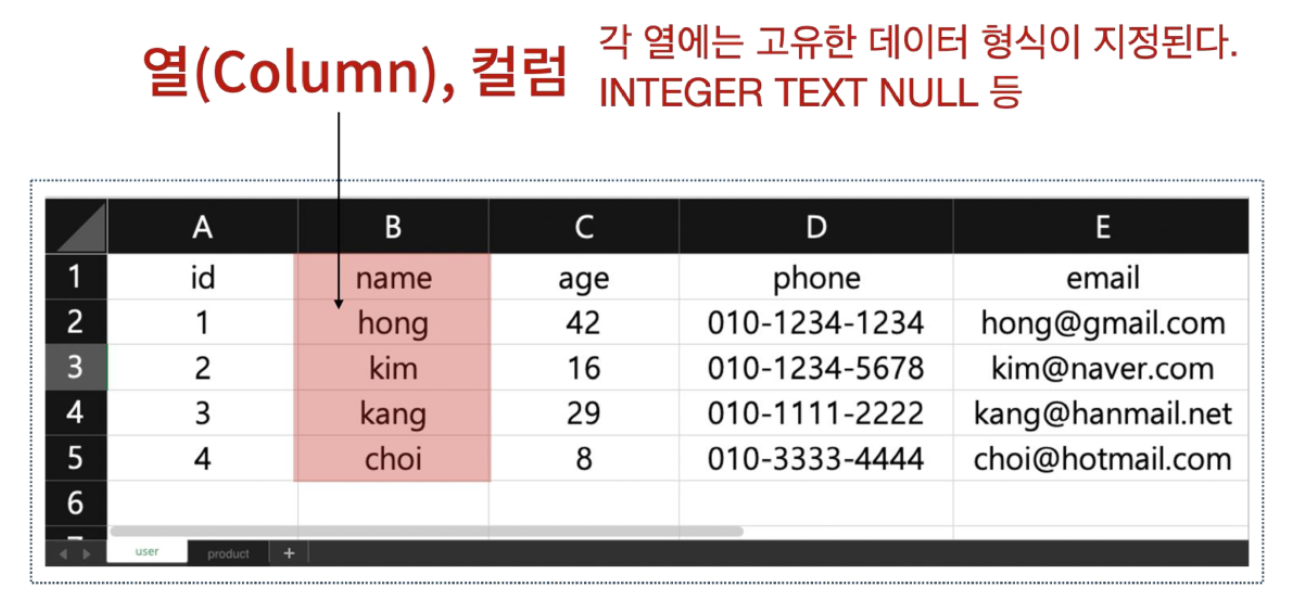 열(Column), 컬럼
각 열에는 고유한 데이터 형식이 지정된다.
INTEGER TEXT NULL 등
A B C D E
1 id name age phone email
2 1 hong 42 010-1234-1234 hong@gmail.com
3 2 kim 16 010-1234-5678 kim@naver.com
4 3 kang 29 010-1111-2222 kang@hanmail.net
5 4 choi 8 010-3333-4444 choi@hotmail.com
6
user product +